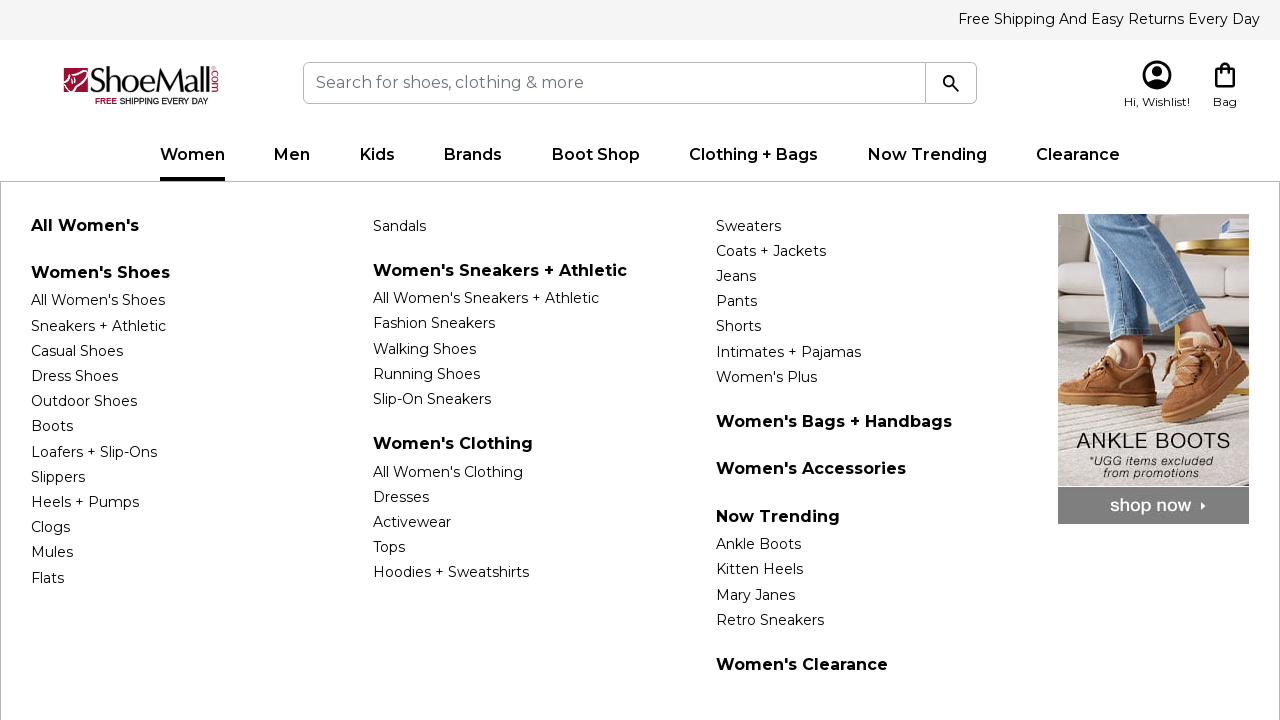 Free Shipping And Easy Returns Every Day
ShoeMall.com
FREE SHIPPING EVERY DAY
Search for shoes, clothing & more
Hi, Wishlist!
Bag
Women
Men
Kids
Brands
Boot Shop
Clothing + Bags
Now Trending
Clearance
All Women's
Women's Shoes
All Women's Shoes
Sneakers + Athletic
Casual Shoes
Dress Shoes
Outdoor Shoes
Boots
Loafers + Slip-Ons
Slippers
Heels + Pumps
Clogs
Mules
Flats
Sandals
Women's Sneakers + Athletic
All Women's Sneakers + Athletic
Fashion Sneakers
Walking Shoes
Running Shoes
Slip-On Sneakers
Women's Clothing
All Women's Clothing
Dresses
Activewear
Tops
Hoodies + Sweatshirts
Sweaters
Coats + Jackets
Jeans
Pants
Shorts
Intimates + Pajamas
Women's Plus
Women's Bags + Handbags
Women's Accessories
Now Trending
Ankle Boots
Kitten Heels
Mary Janes
Retro Sneakers
Women's Clearance
ANKLE BOOTS
*UGG items excluded
from promotions
shop now